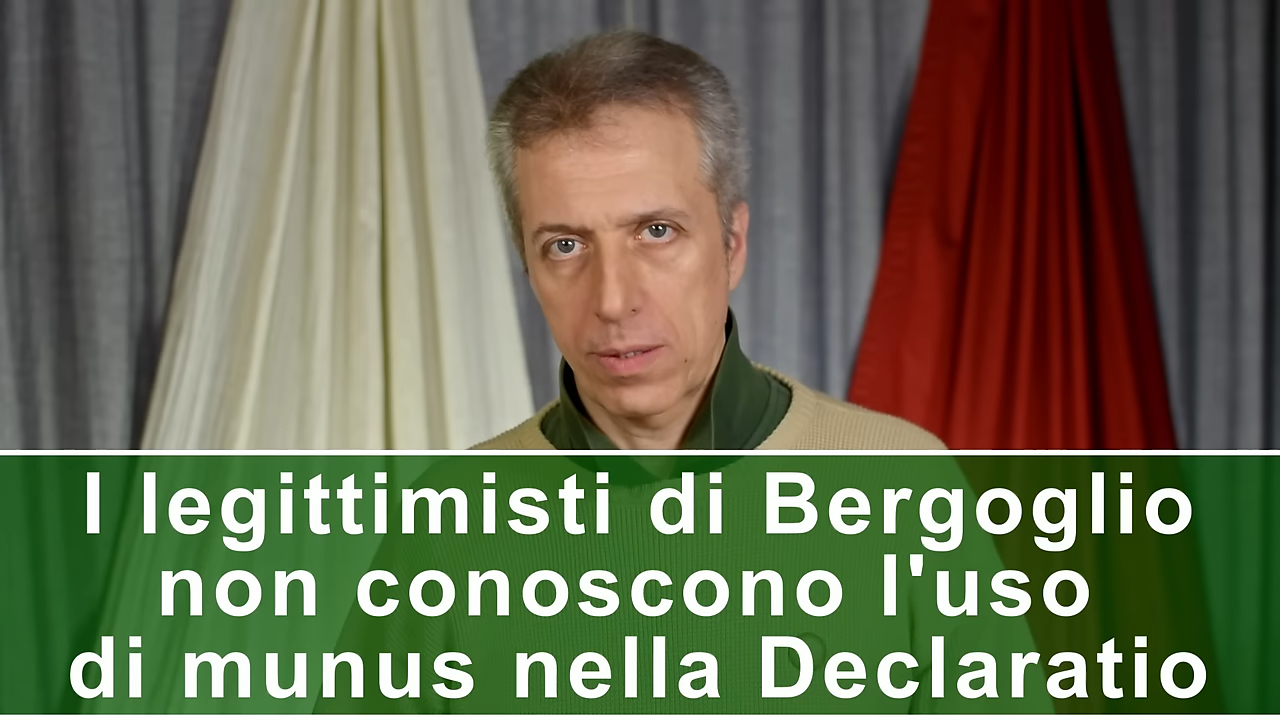 I legittimisti di Bergoglio
non conoscono l'uso
di munus nella Declaratio